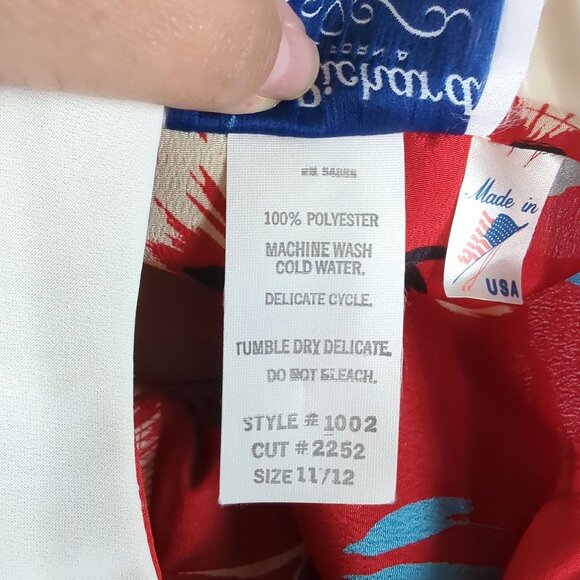 Richard
RN 54886
100% POLYESTER
MACHINE WASH
COLD WATER.
DELICATE CYCLE.
TUMBLE DRY DELICATE.
DO NOT BLEACH.
STYLE # 1002
CUT # 2252
SIZE 11/12
Made in
USA